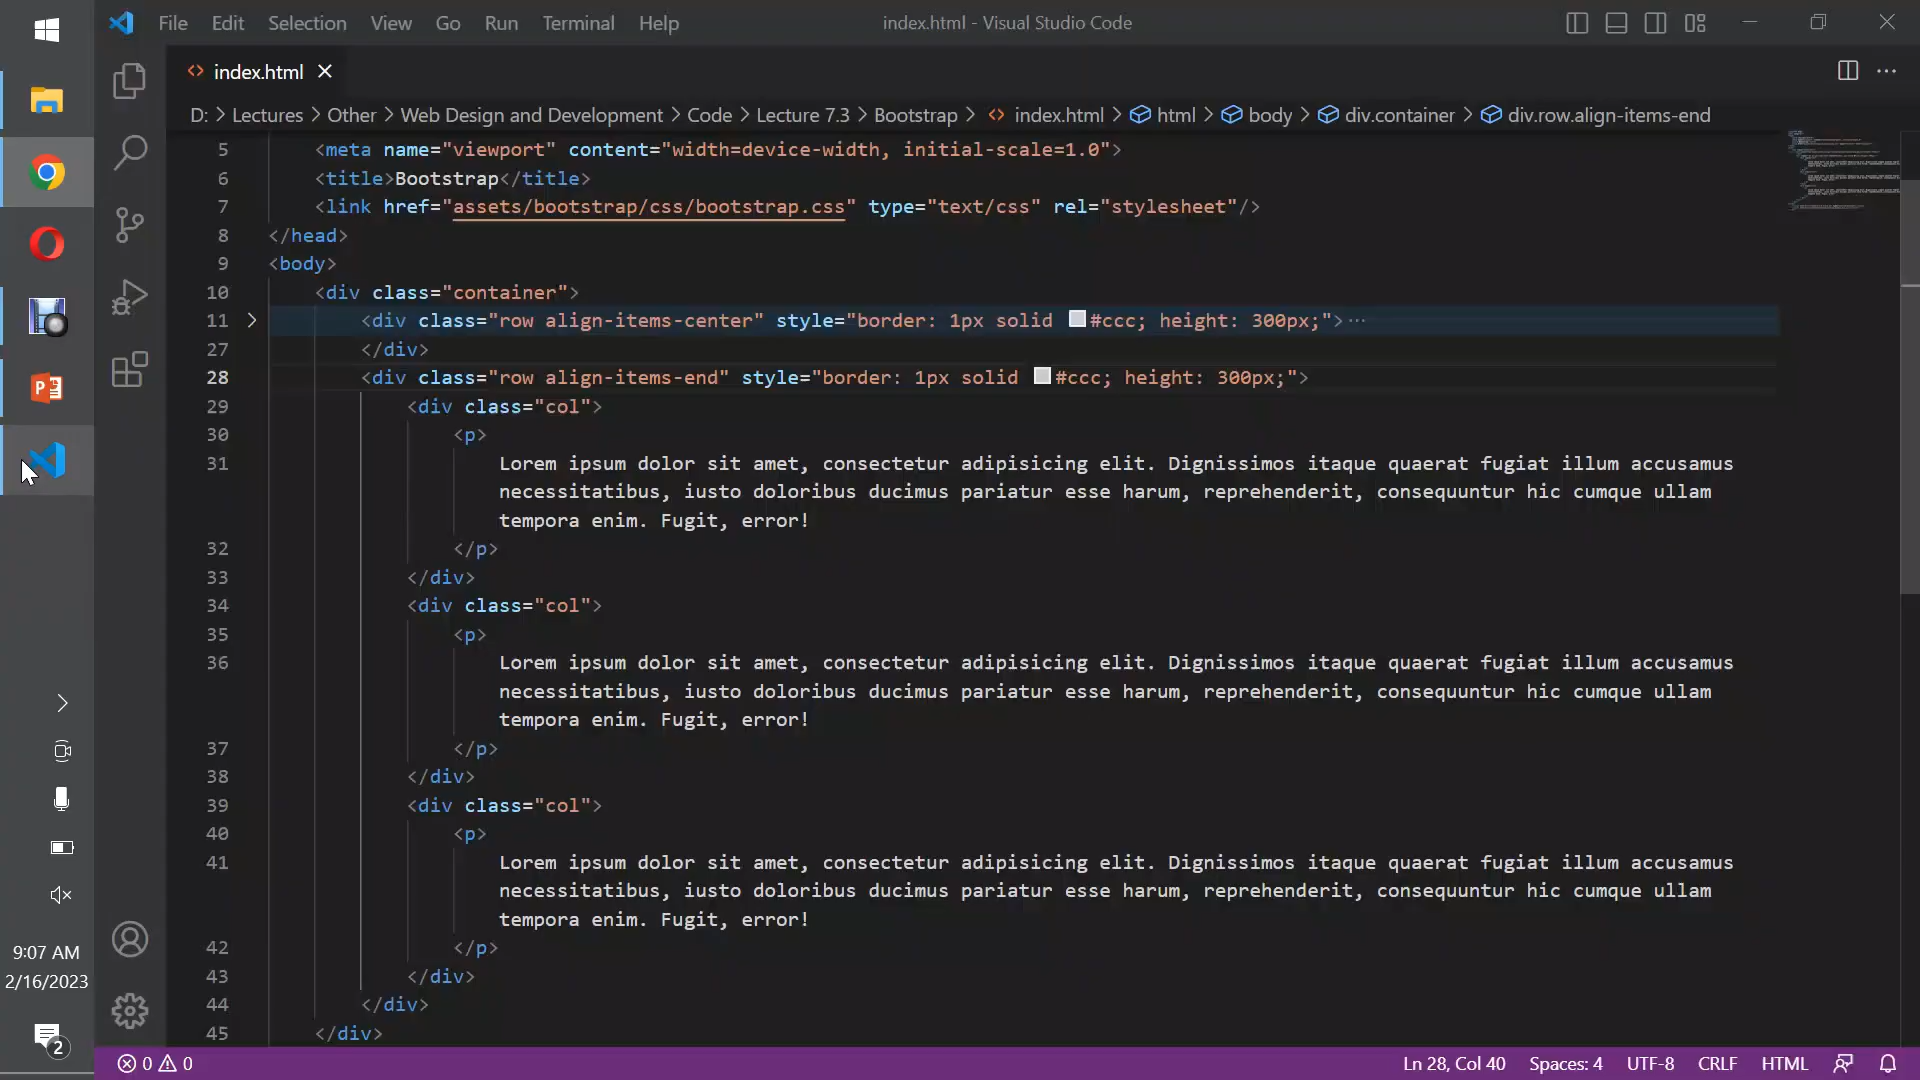 File Edit Selection View Go Run Terminal Help index.html - Visual Studio Code
index.html
D: > Lectures > Other > Web Design and Development > Code > Lecture 7.3 > Bootstrap > index.html > html > body > div.container > div.row.align-items-end
5 <meta name="viewport" content="width=device-width, initial-scale=1.0">
6 <title>Bootstrap</title>
7 <link href="assets/bootstrap/css/bootstrap.css" type="text/css" rel="stylesheet"/>
8 </head>
9 <body>
10 <div class="container">
11 <div class="row align-items-center" style="border: 1px solid #ccc; height: 300px;">···
27 </div>
28 <div class="row align-items-end" style="border: 1px solid #ccc; height: 300px;">
29 <div class="col">
30 <p>
31 Lorem ipsum dolor sit amet, consectetur adipisicing elit. Dignissimos itaque quaerat fugiat illum accusamus
necessitatibus, iusto doloribus ducimus pariatur esse harum, reprehenderit, consequuntur hic cumque ullam
tempora enim. Fugit, error!
32 </p>
33 </div>
34 <div class="col">
35 <p>
36 Lorem ipsum dolor sit amet, consectetur adipisicing elit. Dignissimos itaque quaerat fugiat illum accusamus
necessitatibus, iusto doloribus ducimus pariatur esse harum, reprehenderit, consequuntur hic cumque ullam
tempora enim. Fugit, error!
37 </p>
38 </div>
39 <div class="col">
40 <p>
41 Lorem ipsum dolor sit amet, consectetur adipisicing elit. Dignissimos itaque quaerat fugiat illum accusamus
necessitatibus, iusto doloribus ducimus pariatur esse harum, reprehenderit, consequuntur hic cumque ullam
tempora enim. Fugit, error!
42 </p>
43 </div>
44 </div>
45 </div>
9:07 AM
2/16/2023
2
0 0 Ln 28, Col 40 Spaces: 4 UTF-8 CRLF HTML